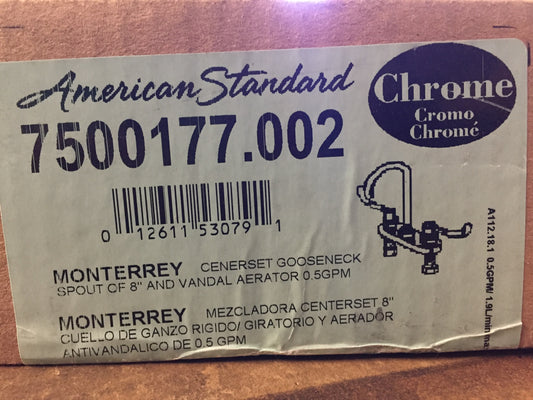 American Standard
Chrome
Cromo
Chromé
7500177.002
0 12611 53079 1
MONTERREY CENERSET GOOSENECK
SPOUT OF 8" AND VANDAL AERATOR 0.5GPM
MONTERREY MEZCLADORA CENTERSET 8"
CUELLO DE GANZO RIGIDO/ GIRATORIO Y AERADOR
ANTIVANDALICO DE 0.5 GPM
A112.18.1 0.5GPM/ 1.9L/min